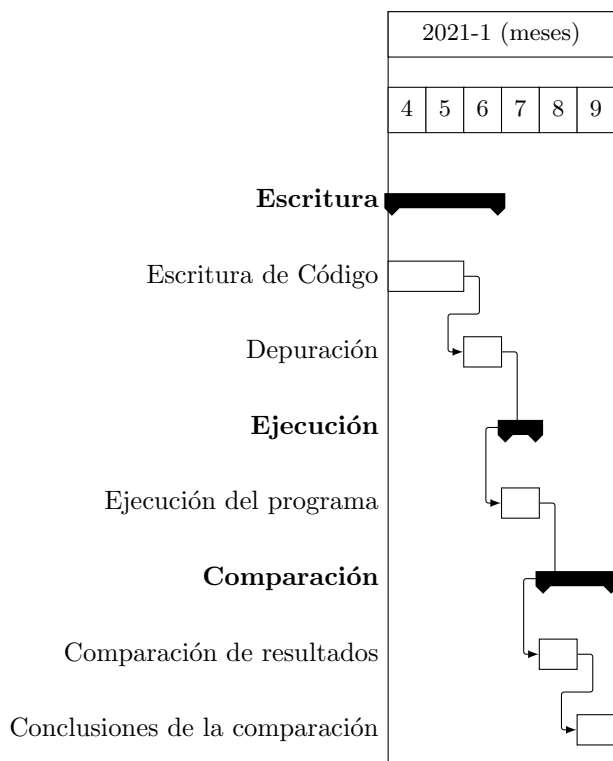 2021-1 (meses)
4 5 6 7 8 9
Escritura
Escritura de Código
Depuración
Ejecución
Ejecución del programa
Comparación
Comparación de resultados
Conclusiones de la comparación